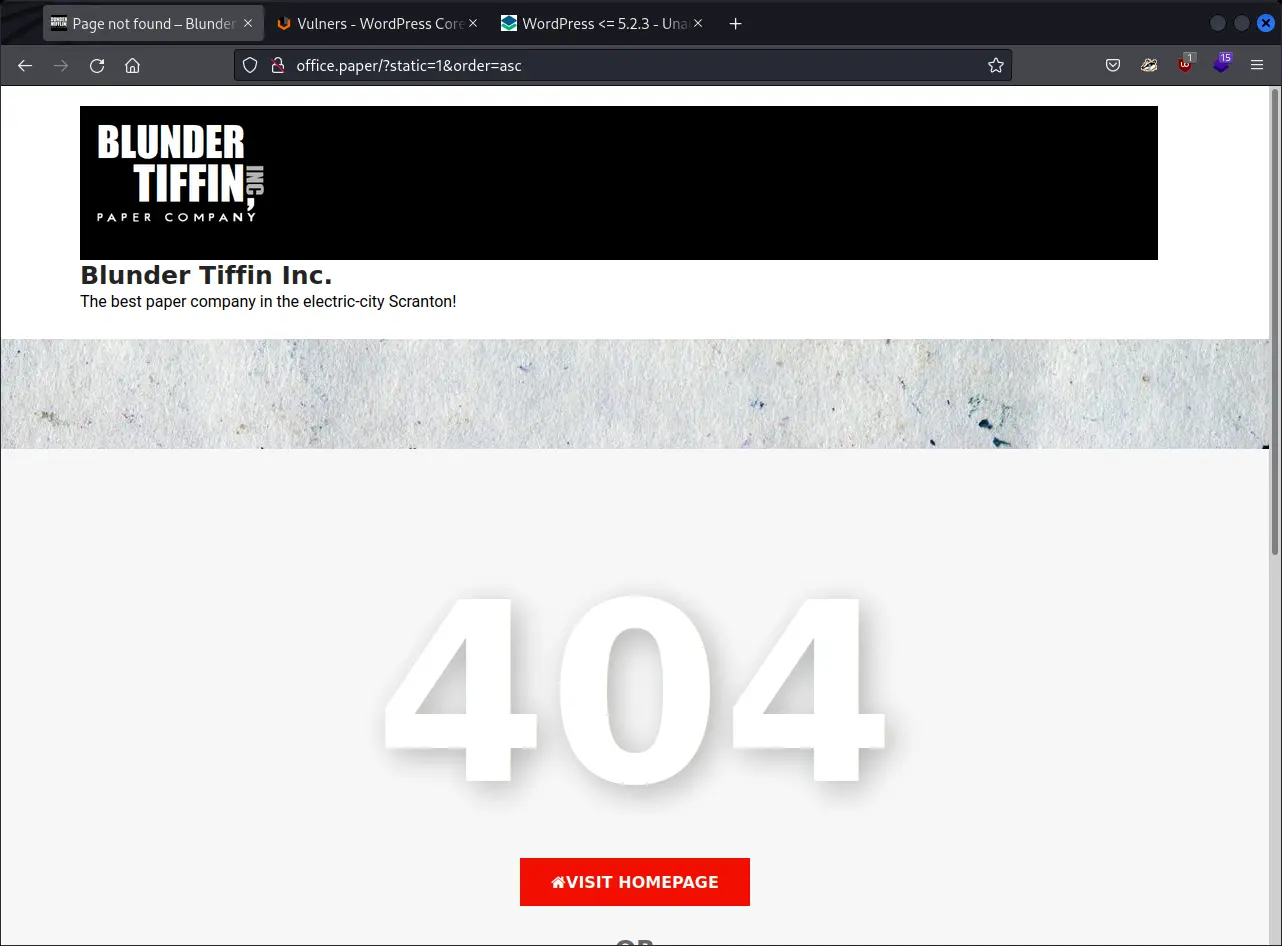 Page not found – Blunder
Vulners - WordPress Core
WordPress <= 5.2.3 - Una
office.paper/?static=1&order=asc
1
15
BLUNDER
TIFFIN, INC
PAPER COMPANY
Blunder Tiffin Inc.
The best paper company in the electric-city Scranton!
404
VISIT HOMEPAGE
OR